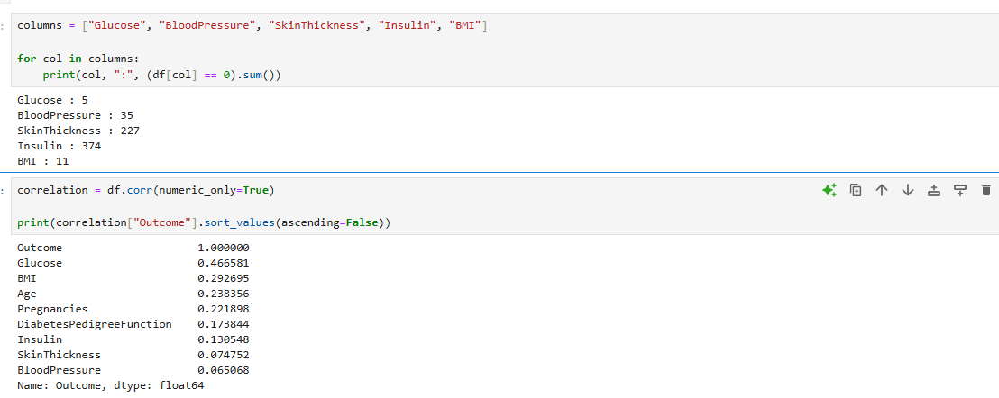 :
columns = ["Glucose", "BloodPressure", "SkinThickness", "Insulin", "BMI"]
for col in columns:
    print(col, ":", (df[col] == 0).sum())
Glucose : 5
BloodPressure : 35
SkinThickness : 227
Insulin : 374
BMI : 11
:
correlation = df.corr(numeric_only=True)
print(correlation["Outcome"].sort_values(ascending=False))
Outcome                     1.000000
Glucose                     0.466581
BMI                         0.292695
Age                         0.238356
Pregnancies                 0.221898
DiabetesPedigreeFunction    0.173844
Insulin                     0.130548
SkinThickness               0.074752
BloodPressure               0.065068
Name: Outcome, dtype: float64